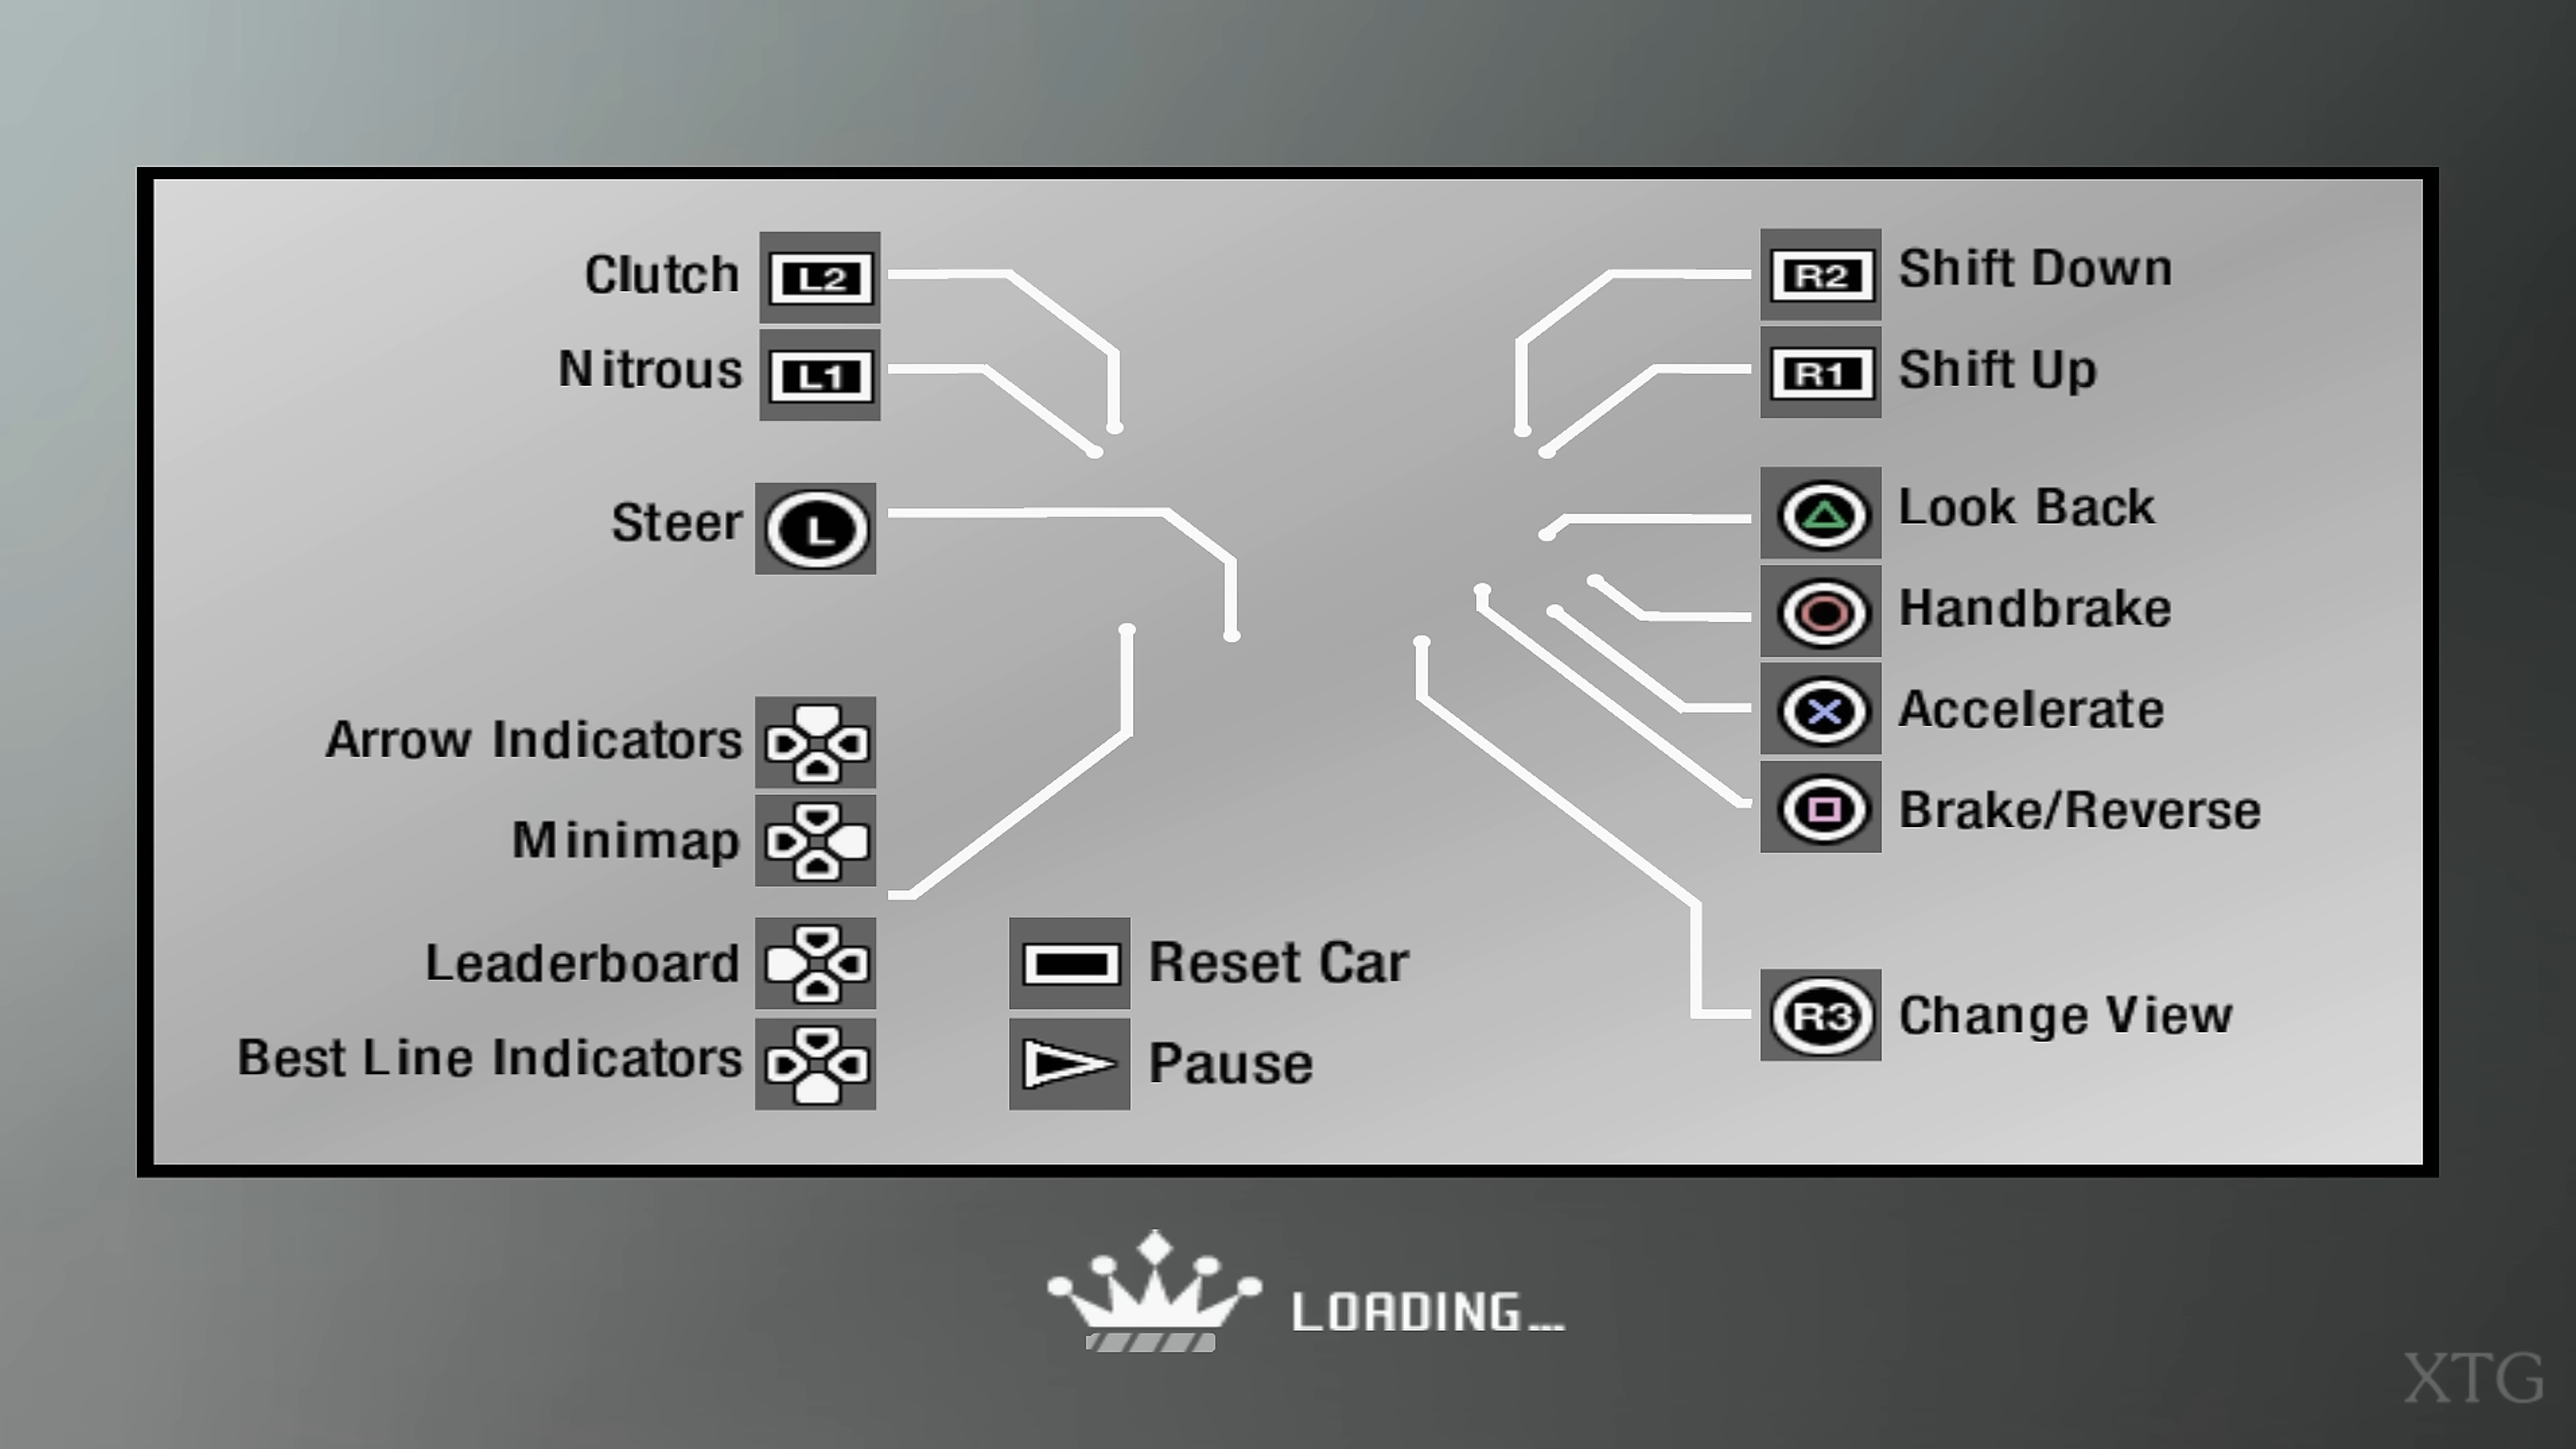 Clutch L2
Nitrous L1
Steer L
Arrow Indicators
Minimap
Leaderboard
Best Line Indicators
Reset Car
Pause
R2 Shift Down
R1 Shift Up
Look Back
Handbrake
Accelerate
Brake/Reverse
R3 Change View
LOADING...
XTG